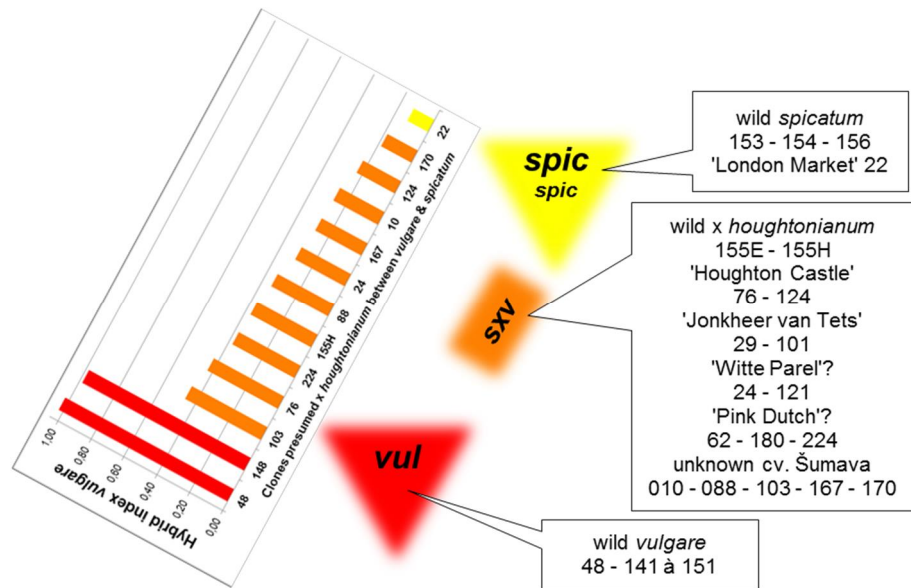 Hybrid index vulgare
1,00
0,80
0,60
0,40
0,20
0,00
48
148
103
76
224
155H
88
24
167
10
124
170
22
Clones presumed x houghtonianum between vulgare & spicatum
spic
spic
sxv
vul
wild spicatum
153 - 154 - 156
'London Market' 22
wild x houghtonianum
155E - 155H
'Houghton Castle'
76 - 124
'Jonkheer van Tets'
29 - 101
'Witte Parel'?
24 - 121
'Pink Dutch'?
62 - 180 - 224
unknown cv. Šumava
010 - 088 - 103 - 167 - 170
wild vulgare
48 - 141 à 151